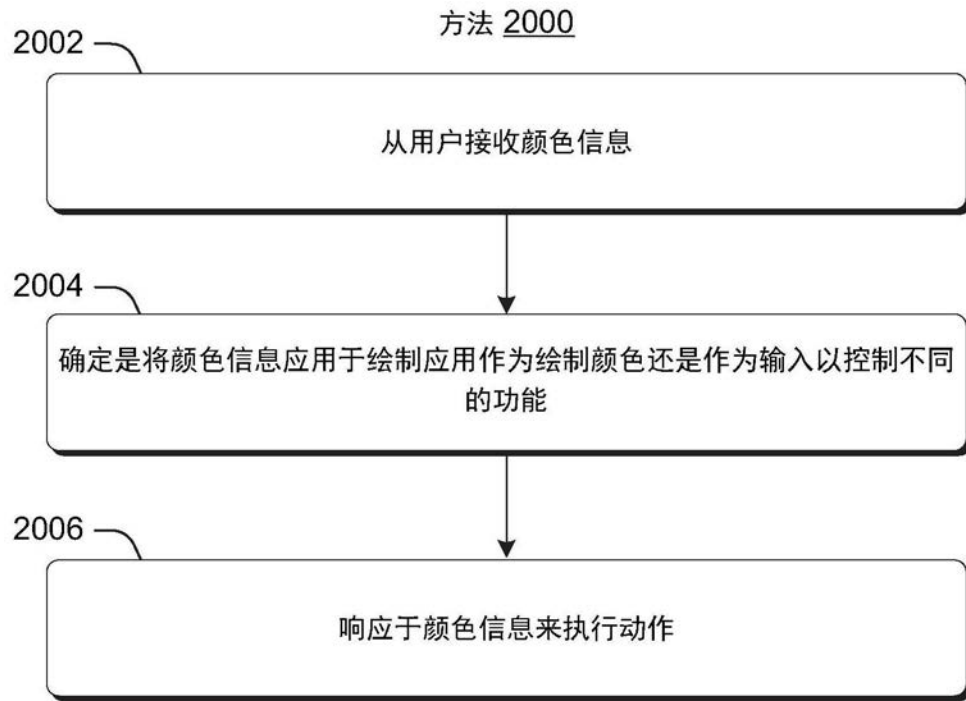 方法 2000
2002
从用户接收颜色信息
2004
确定是将颜色信息应用于绘制应用作为绘制颜色还是作为输入以控制不同
的功能
2006
响应于颜色信息来执行动作